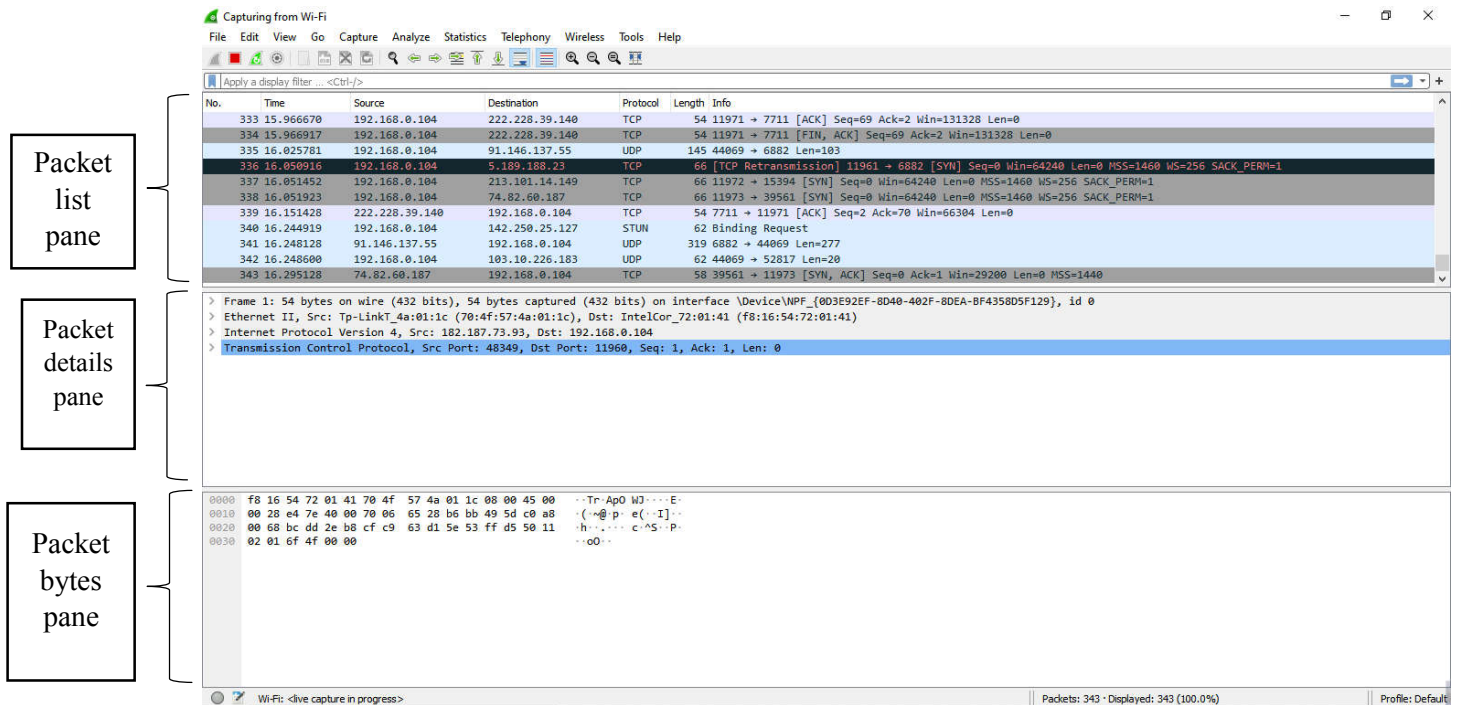 Capturing from Wi-Fi
File Edit View Go Capture Analyze Statistics Telephony Wireless Tools Help
Apply a display filter ... <Ctrl-/>
No. Time Source Destination Protocol Length Info
333 15.966670 192.168.0.104 222.228.39.140 TCP 54 11971 → 7711 [ACK] Seq=69 Ack=2 Win=131328 Len=0
334 15.966917 192.168.0.104 222.228.39.140 TCP 54 11971 → 7711 [FIN, ACK] Seq=69 Ack=2 Win=131328 Len=0
335 16.025781 192.168.0.104 91.146.137.55 UDP 145 44069 → 6882 Len=103
336 16.050916 192.168.0.104 5.189.188.23 TCP 66 [TCP Retransmission] 11961 → 6882 [SYN] Seq=0 Win=64240 Len=0 MSS=1460 WS=256 SACK_PERM=1
337 16.051452 192.168.0.104 213.101.14.149 TCP 66 11972 → 15394 [SYN] Seq=0 Win=64240 Len=0 MSS=1460 WS=256 SACK_PERM=1
338 16.051923 192.168.0.104 74.82.60.187 TCP 66 11973 → 39561 [SYN] Seq=0 Win=64240 Len=0 MSS=1460 WS=256 SACK_PERM=1
339 16.151428 222.228.39.140 192.168.0.104 TCP 54 7711 → 11971 [ACK] Seq=2 Ack=70 Win=66304 Len=0
340 16.244919 192.168.0.104 142.250.25.127 STUN 62 Binding Request
341 16.248128 91.146.137.55 192.168.0.104 UDP 319 6882 → 44069 Len=277
342 16.248600 192.168.0.104 103.10.226.183 UDP 62 44069 → 52817 Len=20
343 16.295128 74.82.60.187 192.168.0.104 TCP 58 39561 → 11973 [SYN, ACK] Seq=0 Ack=1 Win=29200 Len=0 MSS=1440
Packet
list
pane
> Frame 1: 54 bytes on wire (432 bits), 54 bytes captured (432 bits) on interface \Device\NPF_{0D3E92EF-8D40-402F-8DEA-BF4358D5F129}, id 0
> Ethernet II, Src: Tp-LinkT_4a:01:1c (70:4f:57:4a:01:1c), Dst: IntelCor_72:01:41 (f8:16:54:72:01:41)
> Internet Protocol Version 4, Src: 182.187.73.93, Dst: 192.168.0.104
> Transmission Control Protocol, Src Port: 48349, Dst Port: 11960, Seq: 1, Ack: 1, Len: 0
Packet
details
pane
0000 f8 16 54 72 01 41 70 4f 57 4a 01 1c 08 00 45 00 ··Tr·ApO WJ····E·
0010 00 28 e4 7e 40 00 70 06 65 28 b6 bb 49 5d c0 a8 ·(·~@·p· e(··I]··
0020 00 68 bc dd 2e b8 cf c9 63 d1 5e 53 ff d5 50 11 ·h··.··· c·^S··P·
0030 02 01 6f 4f 00 00 ··oO··
Packet
bytes
pane
Wi-Fi: <live capture in progress>
Packets: 343 · Displayed: 343 (100.0%)
Profile: Default